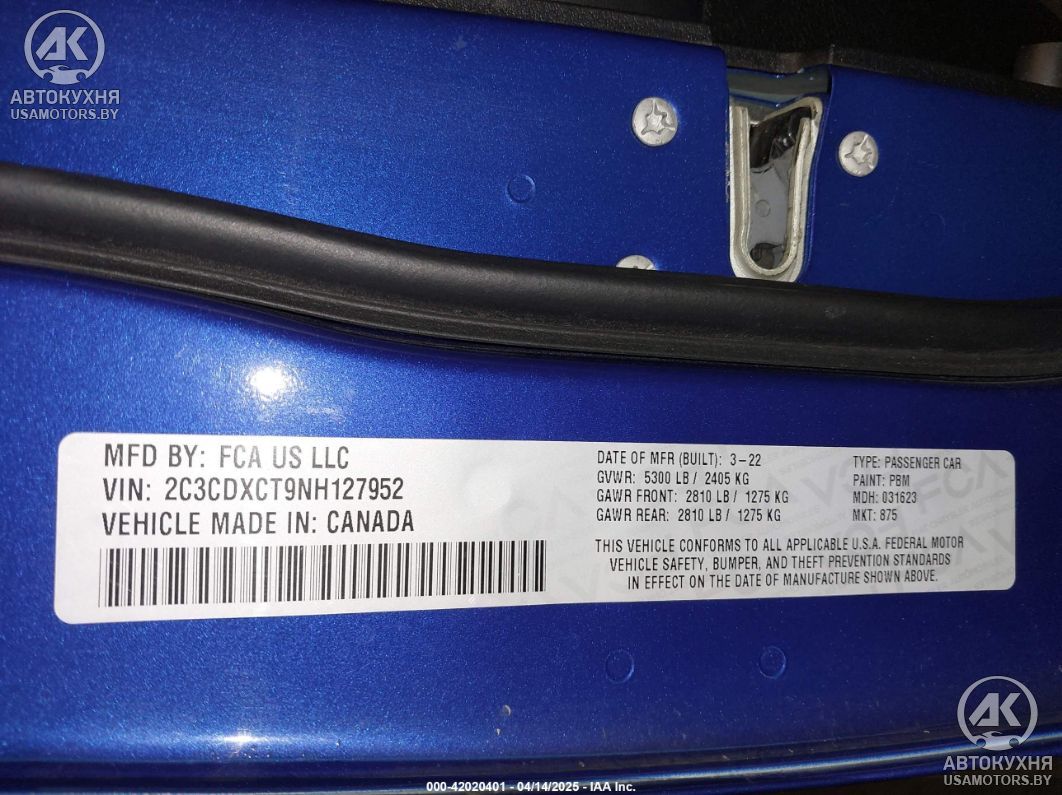 АВТОКУХНЯ
USAMOTORS.BY
MFD BY: FCA US LLC
VIN: 2C3CDXCT9NH127952
VEHICLE MADE IN: CANADA
DATE OF MFR (BUILT): 3-22
GVWR: 5300 LB / 2405 KG
GAWR FRONT: 2810 LB / 1275 KG
GAWR REAR: 2810 LB / 1275 KG
TYPE: PASSENGER CAR
PAINT: PBM
MDH: 031623
MKT: 875
THIS VEHICLE CONFORMS TO ALL APPLICABLE U.S.A. FEDERAL MOTOR
VEHICLE SAFETY, BUMPER, AND THEFT PREVENTION STANDARDS
IN EFFECT ON THE DATE OF MANUFACTURE SHOWN ABOVE.
АВТОКУХНЯ
USAMOTORS.BY
000-42020401 - 04/14/2025 - IAA Inc.